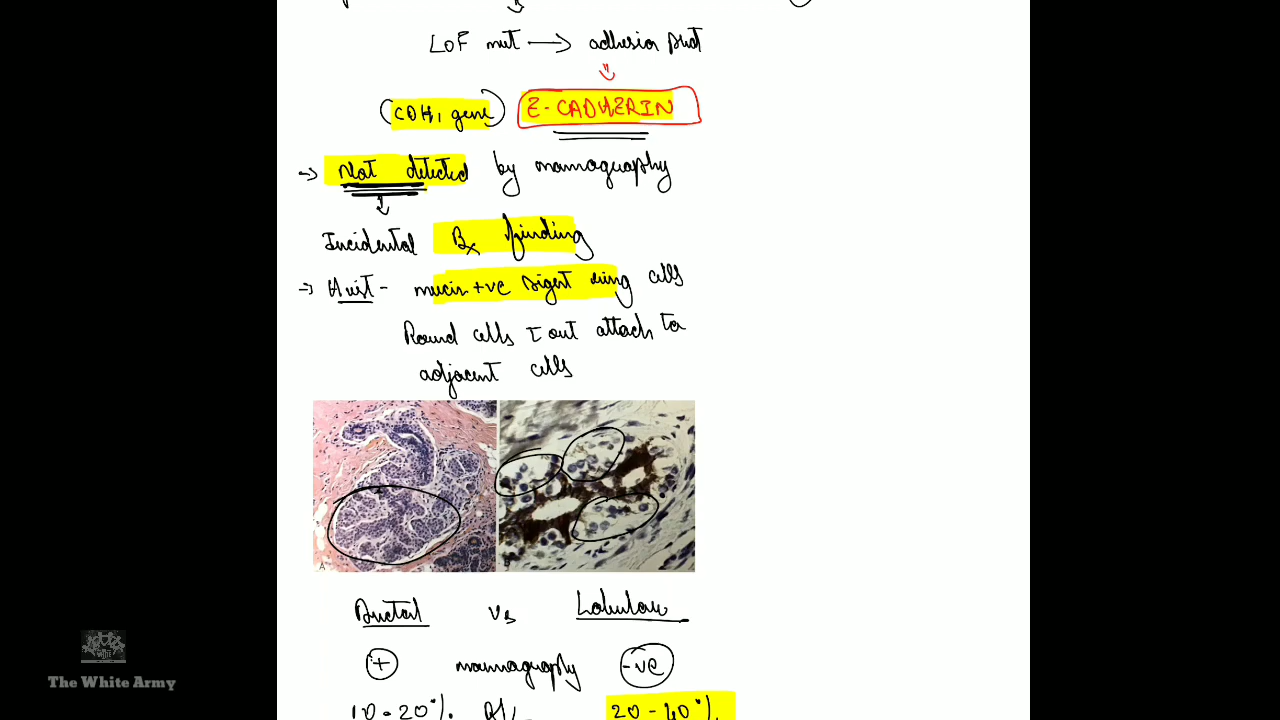 LOF mut → adhesion prot
(CDH1 gene) E-CADHERIN
→ Not detected by mamography
Incidental Bx finding
→ Hist - mucin +ve signet ring cells
Round cells c out attach to
adjacent cells
A
Ductal vs Lobular
+ mammography -ve
10-20% B/L 20-40%
WHITE
The White Army